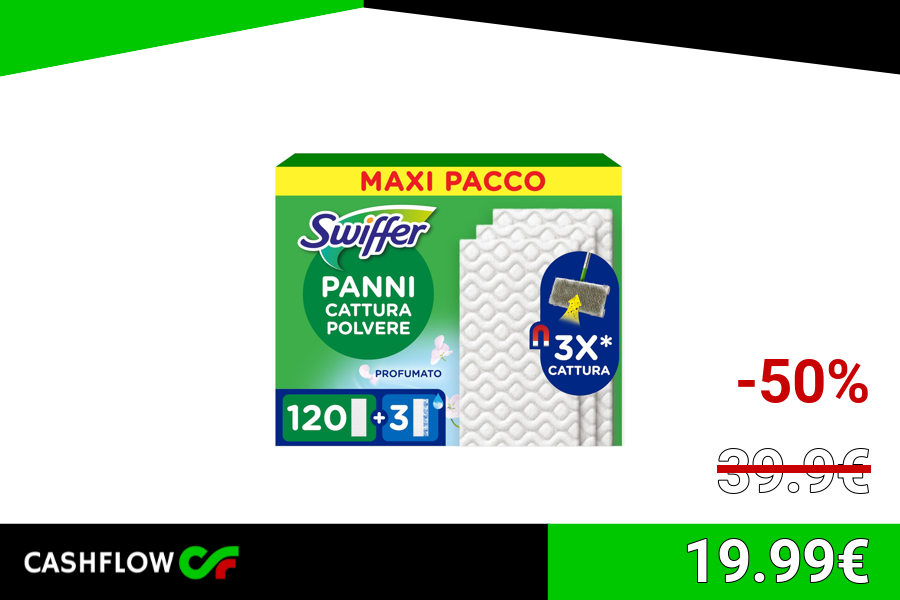 MAXI PACCO
Swiffer
PANNI
CATTURA
POLVERE
PROFUMATO
120 + 3
3X*
CATTURA
-50%
39.9€
19.99€
CASHFLOW